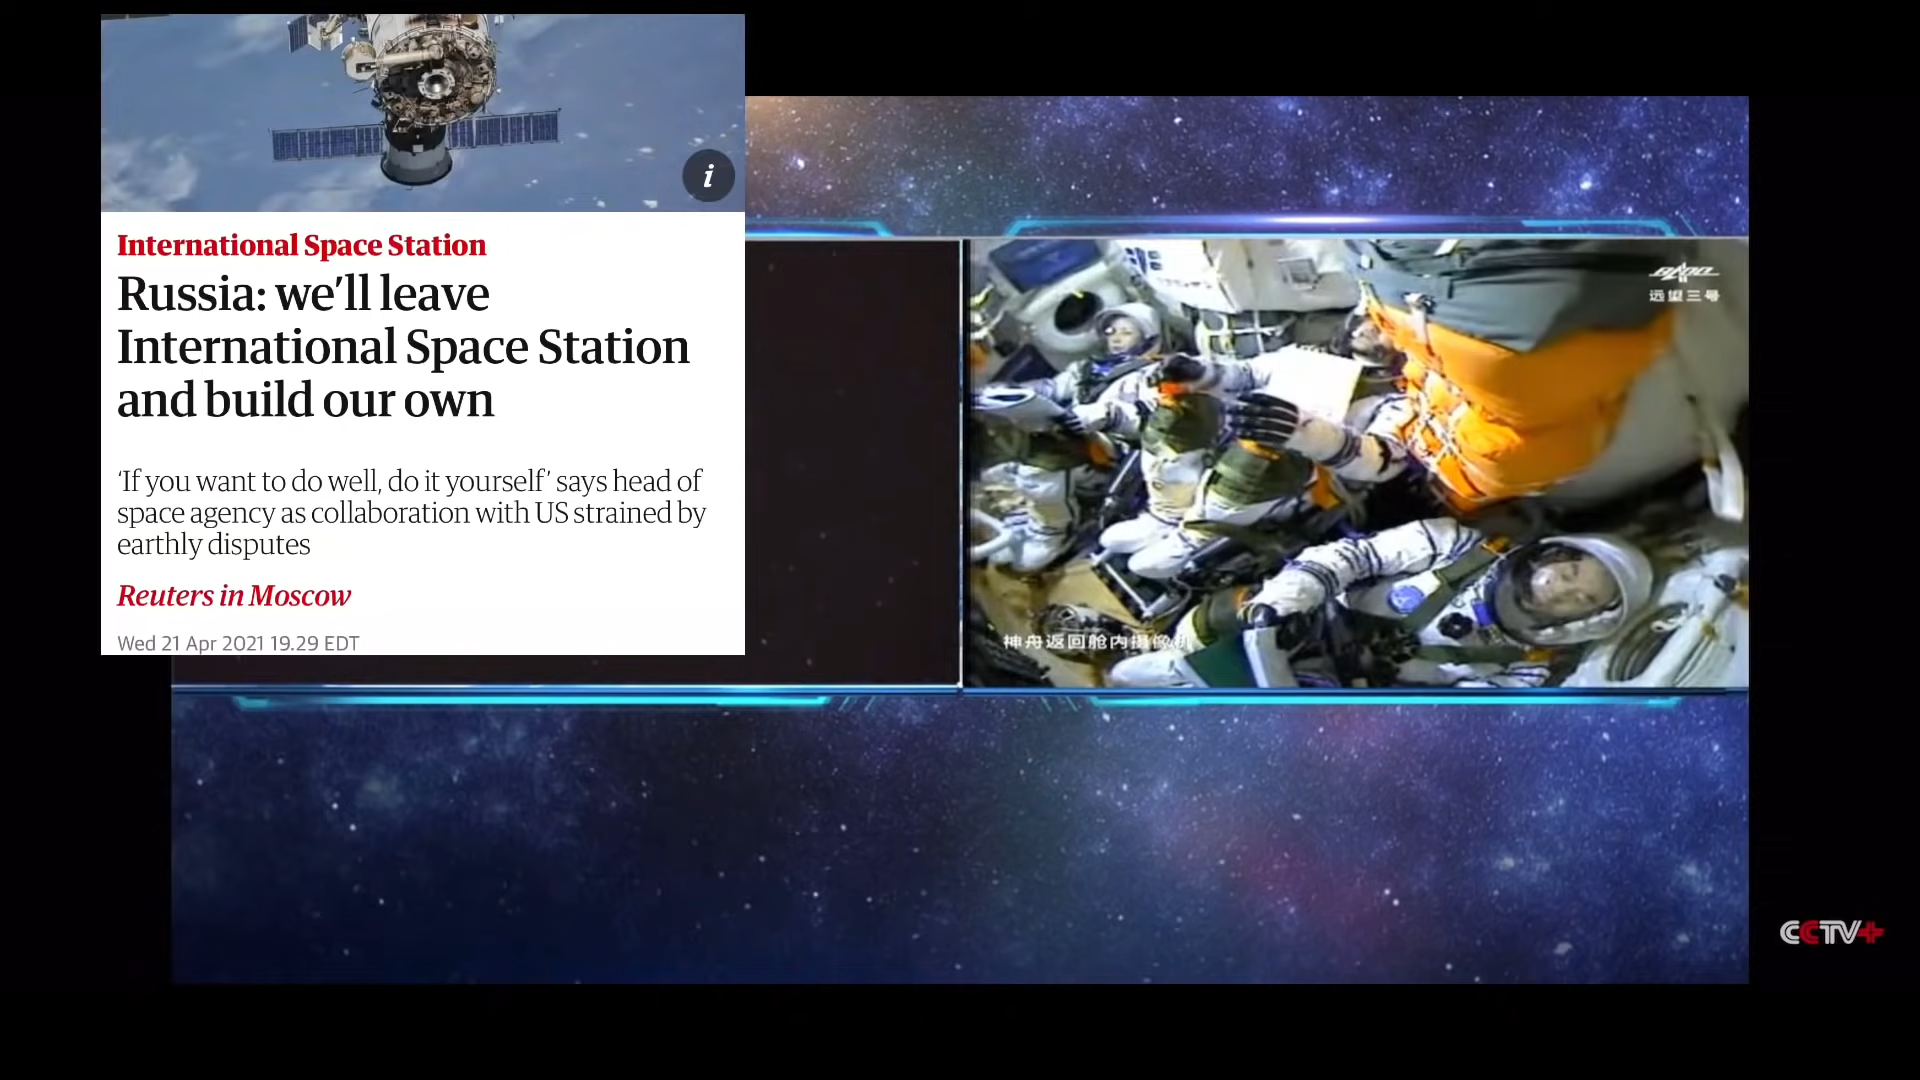 International Space Station
Russia: we’ll leave
International Space Station
and build our own
‘If you want to do well, do it yourself’ says head of
space agency as collaboration with US strained by
earthly disputes
Reuters in Moscow
Wed 21 Apr 2021 19.29 EDT
i
远望三号
神舟返回舱内摄像机
CCTV+